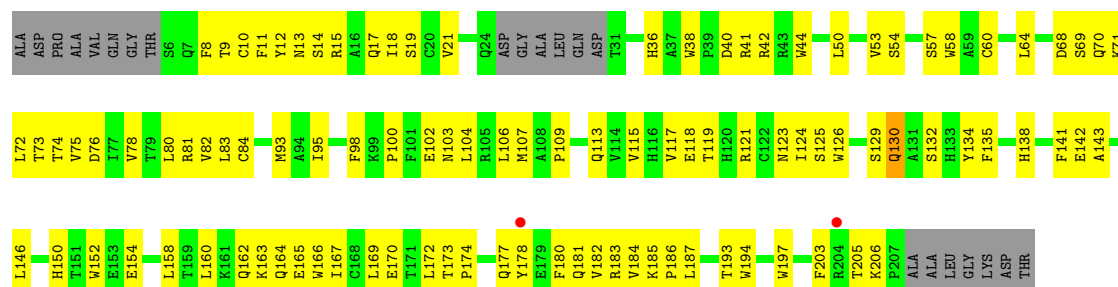 ALA ASP PRO ALA VAL GLN GLY THR S6 Q7 F8 T9 C10 F11 Y12 N13 S14 R15 A16 Q17 I18 S19 C20 V21 Q24 ASP GLY ALA LEU GLN ASP T31 H36 A37 W38 P39 D40 R41 R42 R43 W44 L50 V53 S54 S57 W58 A59 C60 L64 D68 S69 Q70 K71
L72 T73 T74 V75 D76 I77 V78 T79 L80 R81 V82 L83 C84 M93 A94 I95 F98 K99 P100 F101 E102 N103 L104 R105 L106 M107 A108 P109 Q113 V114 V115 H116 V117 E118 T119 H120 R121 C122 N123 I124 S125 W126 S129 Q130 A131 S132 H133 Y134 F135 H138 F141 E142 A143
L146 H150 T151 W152 E153 E154 L158 T159 L160 K161 Q162 K163 Q164 E165 W166 I167 C168 L169 E170 T171 L172 T173 P174 Q177 Y178 E179 F180 Q181 V182 R183 V184 K185 P186 L187 T193 W194 W197 F203 R204 T205 K206 P207 ALA ALA LEU GLY LYS ASP THR